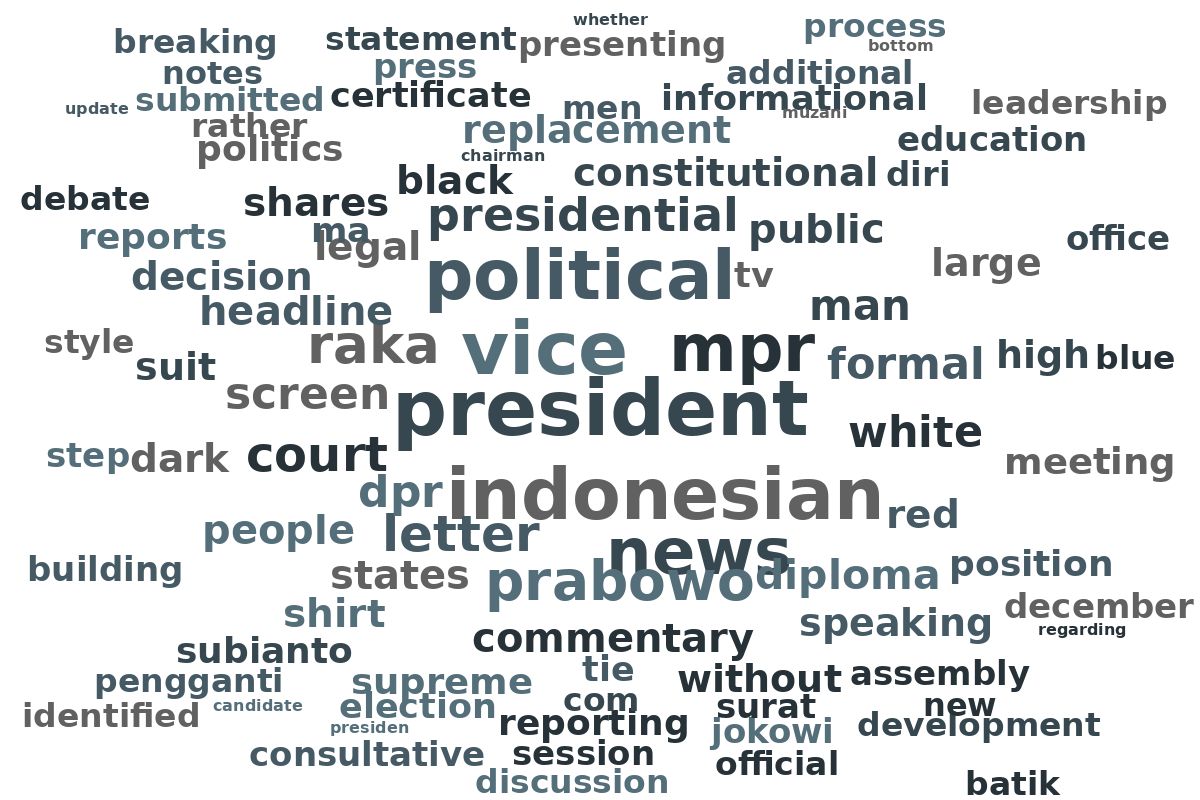 whether
process
breaking
statement
presenting
bottom
notes
press
additional
submitted
certificate
men
informational
leadership
update
muzani
rather
replacement
politics
education
chairman
black
constitutional
diri
debate
shares
presidential
public
reports
ma
legal
office
decision
political
tv
large
headline
man
style
raka
vice
mpr
formal
high
blue
suit
screen
president
white
step
dark
court
meeting
dpr
indonesian
red
people
letter
news
building
states
prabowo
diploma
position
shirt
december
speaking
regarding
subianto
commentary
pengganti
supreme
tie
without
assembly
identified
candidate
election
com
surat
new
presiden
reporting
jokowi
development
consultative
session
official
discussion
batik